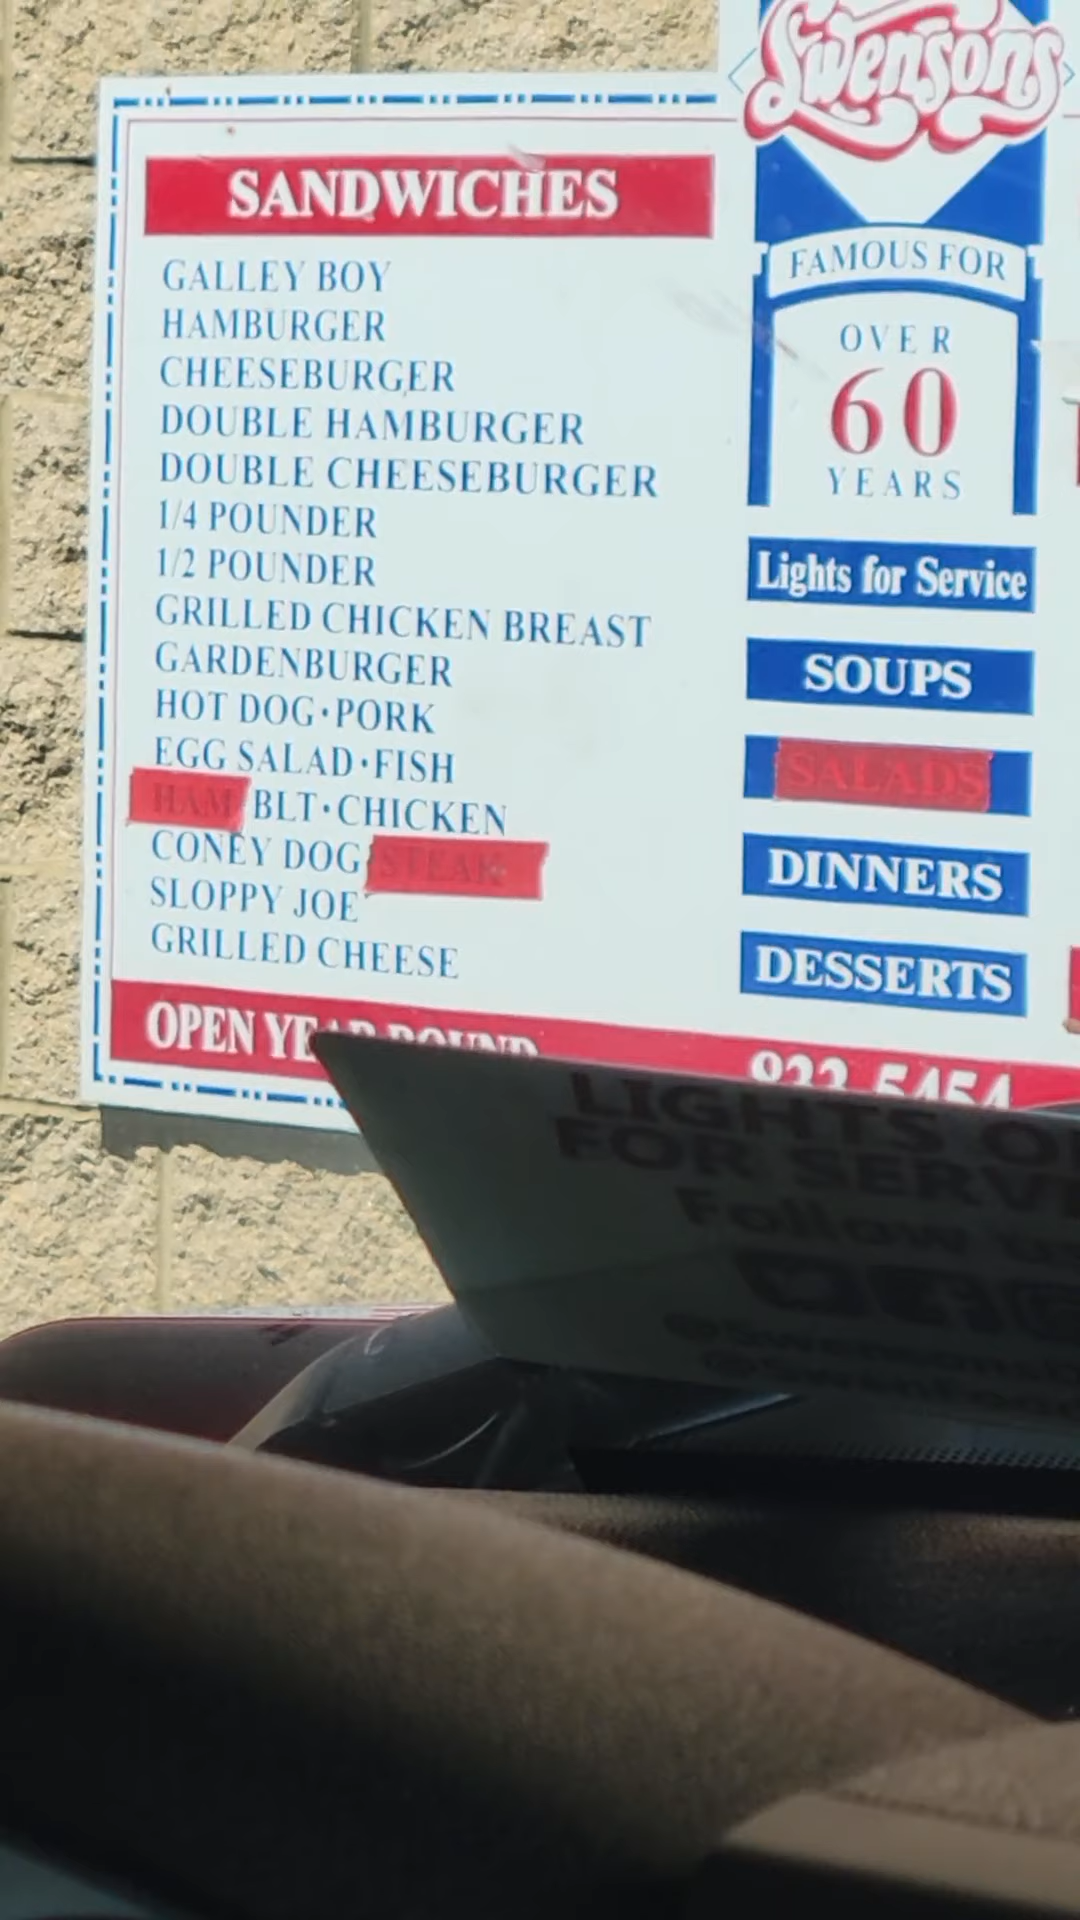 Swensons
SANDWICHES
GALLEY BOY
HAMBURGER
CHEESEBURGER
DOUBLE HAMBURGER
DOUBLE CHEESEBURGER
1/4 POUNDER
1/2 POUNDER
GRILLED CHICKEN BREAST
GARDENBURGER
HOT DOG·PORK
EGG SALAD·FISH
HAM BLT·CHICKEN
CONEY DOG STEAK
SLOPPY JOE
GRILLED CHEESE
OPEN YEAR ROUND
FAMOUS FOR
OVER
60
YEARS
Lights for Service
SOUPS
SALADS
DINNERS
DESSERTS
5454
LIGHTS
FOR
Follow